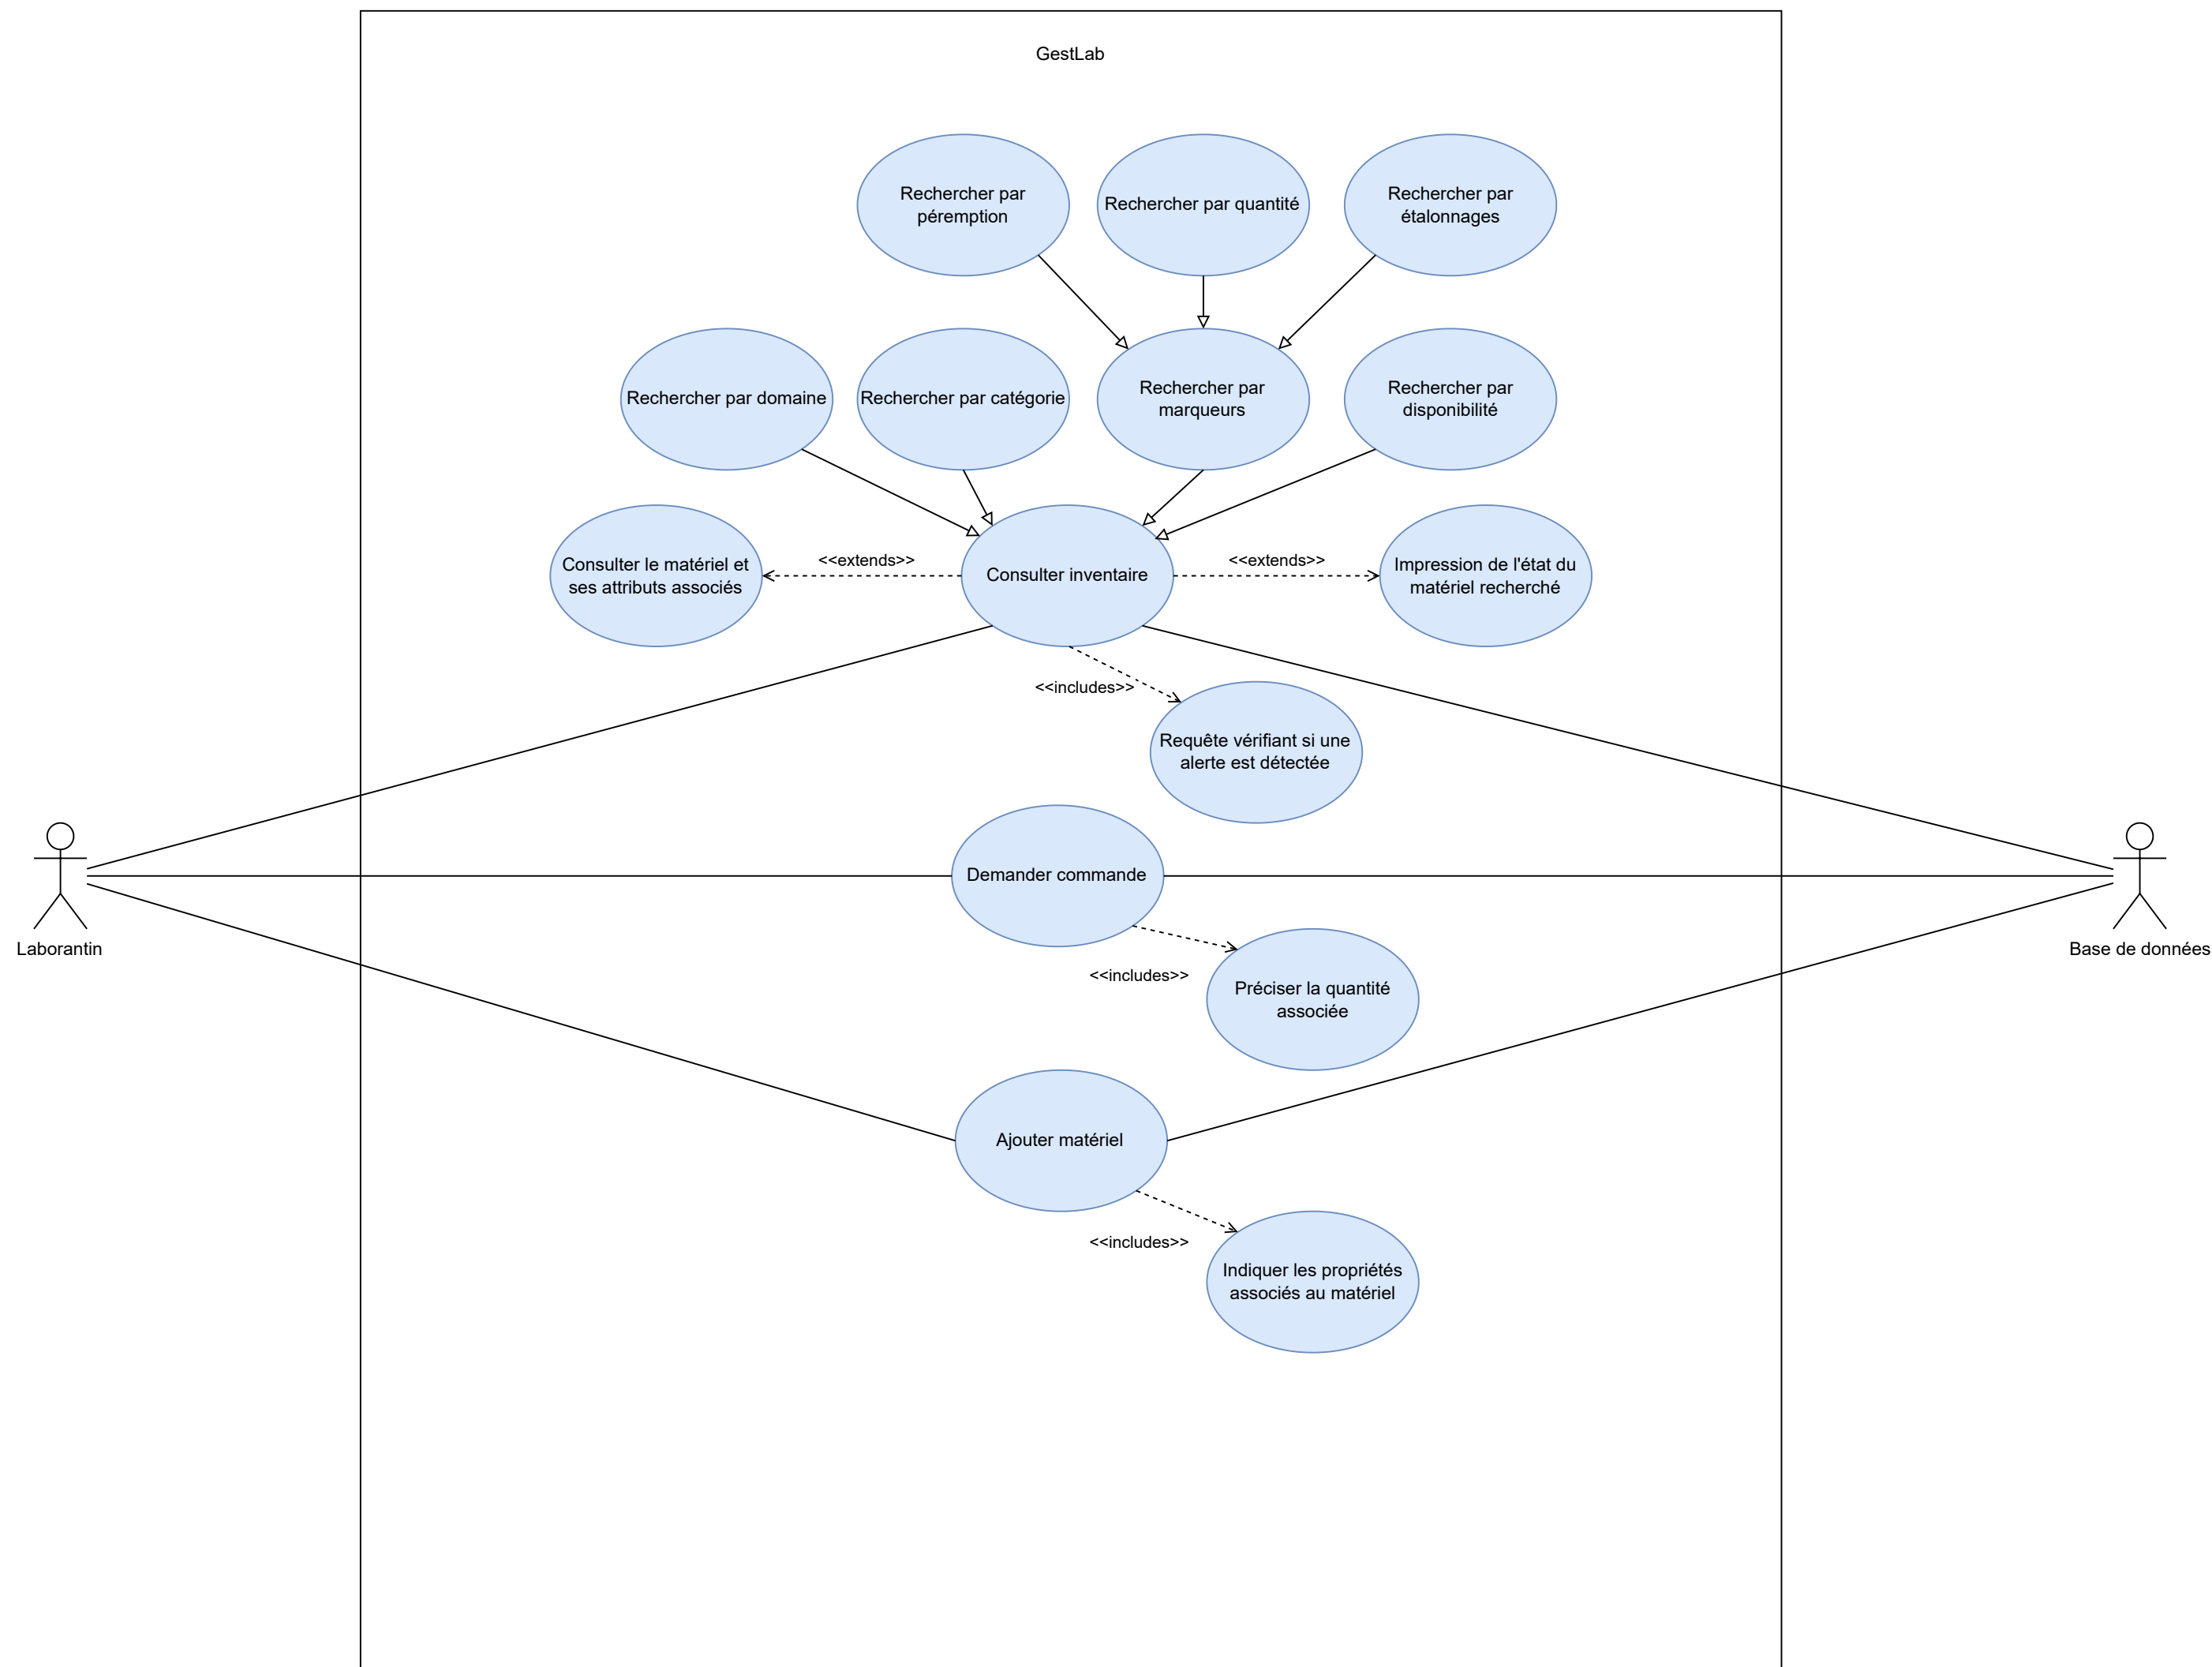 GestLab
Rechercher par
péremption
Rechercher par quantité
Rechercher par
étalonnages
Rechercher par domaine
Rechercher par catégorie
Rechercher par
marqueurs
Rechercher par
disponibilité
Consulter le matériel et
ses attributs associés
<<extends>>
Consulter inventaire
<<extends>>
Impression de l'état du
matériel recherché
<<includes>>
Requête vérifiant si une
alerte est détectée
Laborantin
Demander commande
Base de données
<<includes>>
Préciser la quantité
associée
Ajouter matériel
<<includes>>
Indiquer les propriétés
associés au matériel